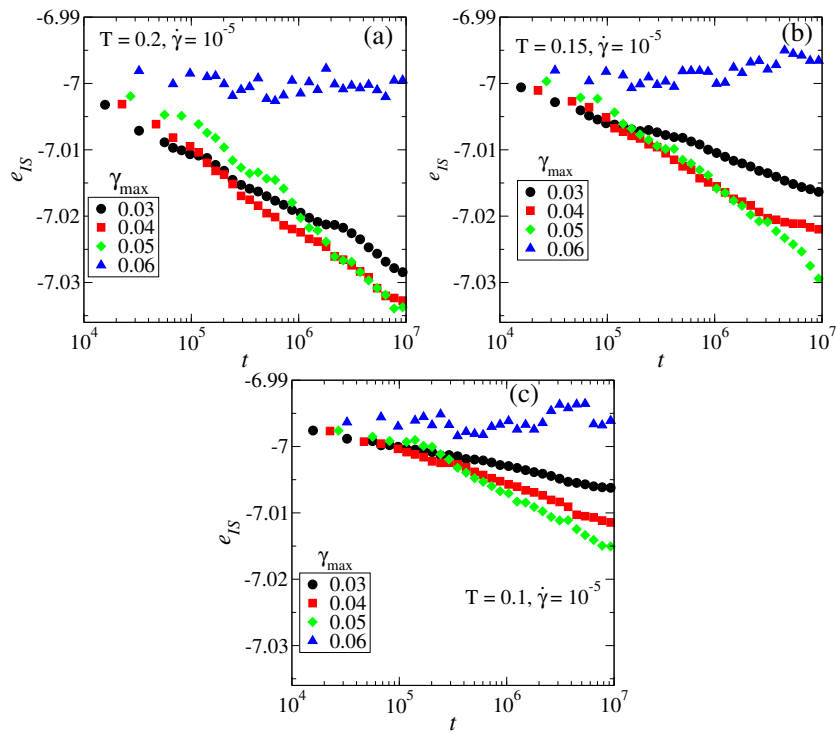 -6.99
-7
-7.01
-7.02
-7.03
e_IS
T = 0.2, γ̇ = 10⁻⁵
(a)
γ_max
0.03
0.04
0.05
0.06
10⁴
10⁵
10⁶
10⁷
t
-6.99
-7
-7.01
-7.02
-7.03
e_IS
T = 0.15, γ̇ = 10⁻⁵
(b)
γ_max
0.03
0.04
0.05
0.06
10⁴
10⁵
10⁶
10⁷
t
-6.99
-7
-7.01
-7.02
-7.03
e_IS
(c)
γ_max
0.03
0.04
0.05
0.06
T = 0.1, γ̇ = 10⁻⁵
10⁴
10⁵
10⁶
10⁷
t